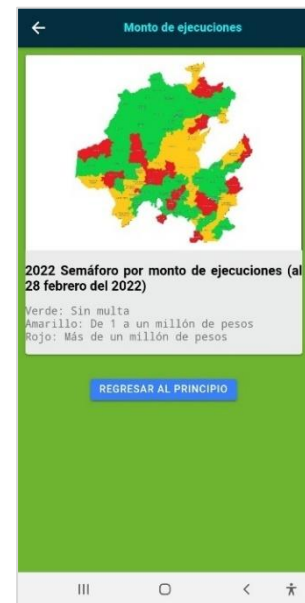 Monto de ejecuciones
2022 Semáforo por monto de ejecuciones (al
28 febrero del 2022)
Verde: Sin multa
Amarillo: De 1 a un millón de pesos
Rojo: Más de un millón de pesos
REGRESAR AL PRINCIPIO